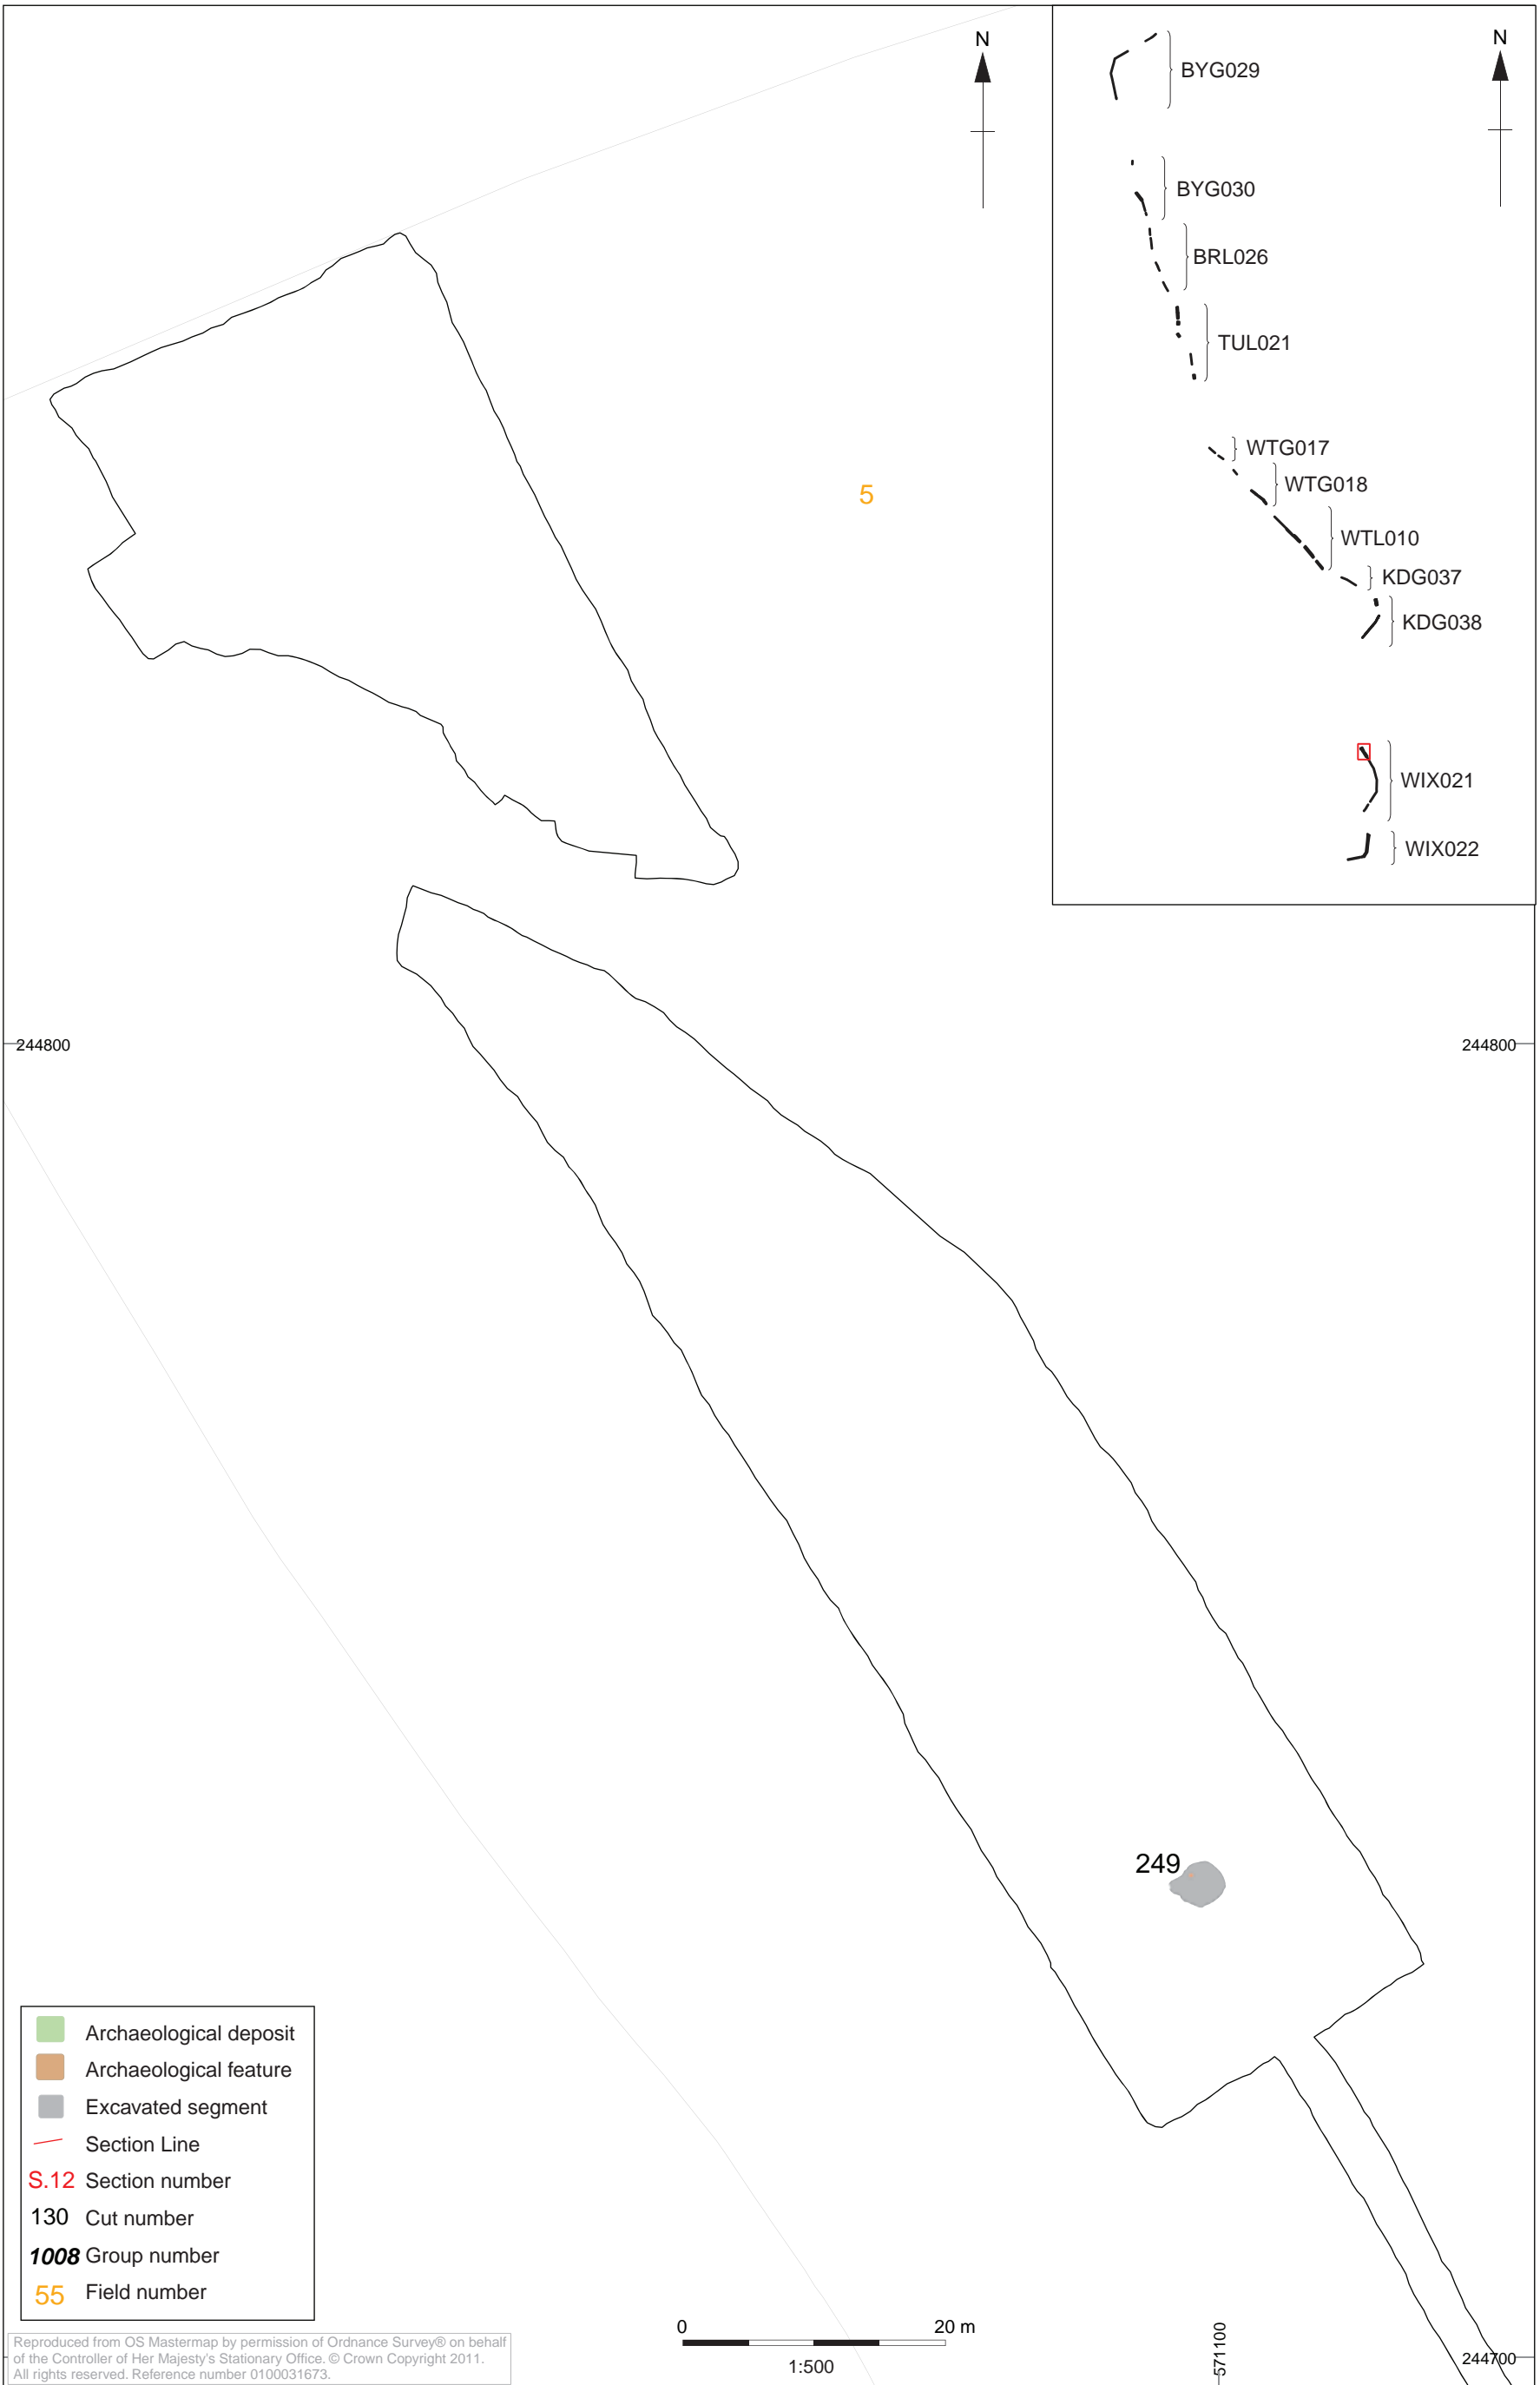 N
N
BYG029
BYG030
BRL026
TUL021
WTG017
WTG018
WTL010
KDG037
KDG038
WIX021
WIX022
5
244800
244800
249
Archaeological deposit
Archaeological feature
Excavated segment
Section Line
S.12 Section number
130 Cut number
1008 Group number
55 Field number
Reproduced from OS Mastermap by permission of Ordnance Survey® on behalf
of the Controller of Her Majesty's Stationary Office. © Crown Copyright 2011.
All rights reserved. Reference number 0100031673.
0 20 m
1:500
571100
244700